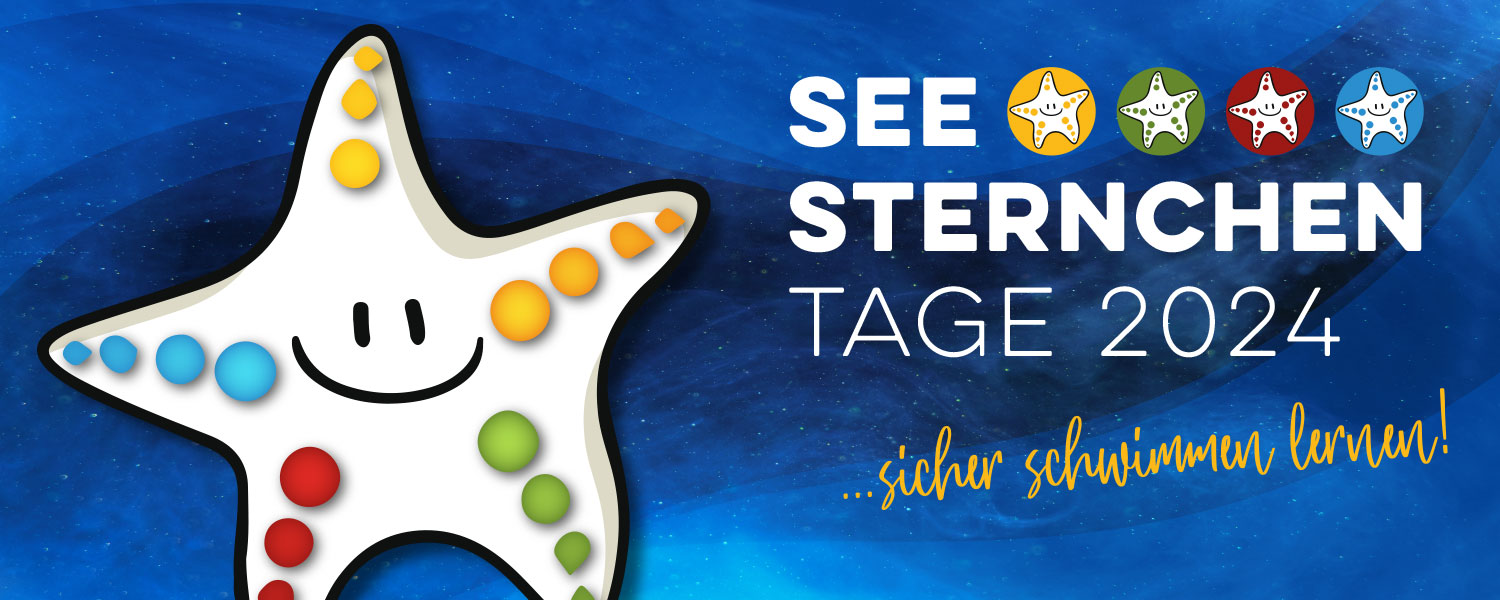 SEE
STERNCHEN
TAGE 2024
...sicher schwimmen lernen!